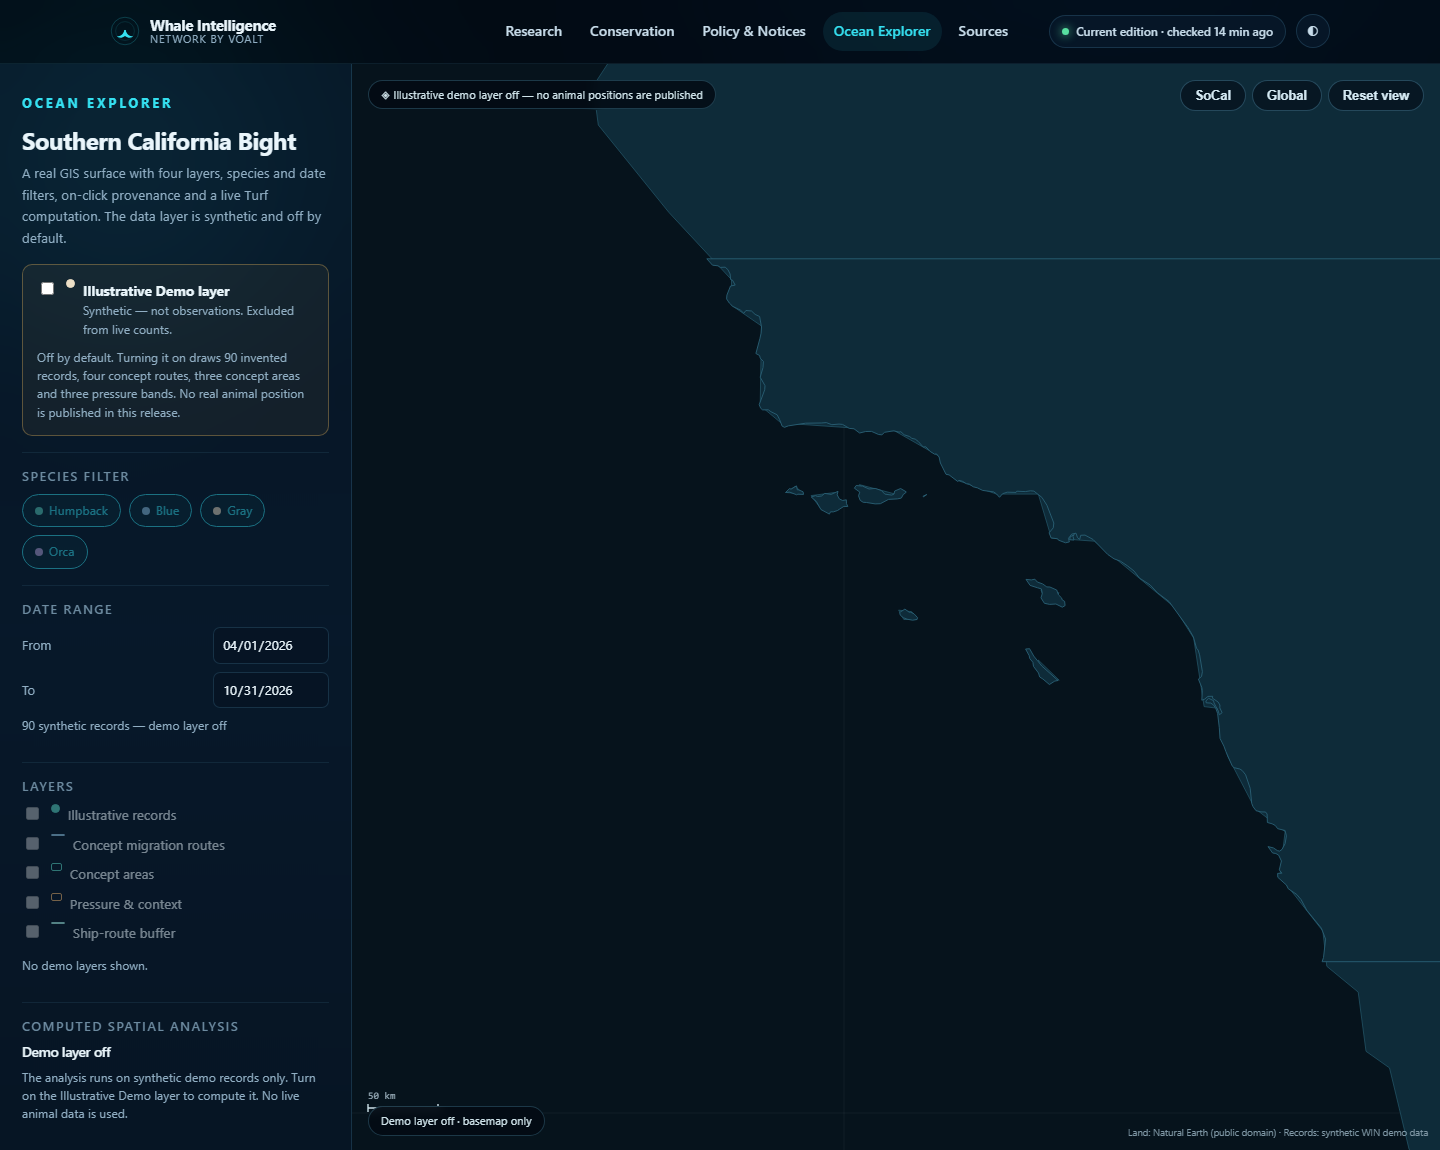 Whale Intelligence
NETWORK BY VOALT
Research
Conservation
Policy & Notices
Ocean Explorer
Sources
Current edition · checked 14 min ago
OCEAN EXPLORER
Southern California Bight
A real GIS surface with four layers, species and date
filters, on-click provenance and a live Turf
computation. The data layer is synthetic and off by
default.
Illustrative Demo layer
Synthetic — not observations. Excluded
from live counts.
Off by default. Turning it on draws 90 invented
records, four concept routes, three concept areas
and three pressure bands. No real animal position
is published in this release.
SPECIES FILTER
Humpback
Blue
Gray
Orca
DATE RANGE
From
04/01/2026
To
10/31/2026
90 synthetic records — demo layer off
LAYERS
Illustrative records
Concept migration routes
Concept areas
Pressure & context
Ship-route buffer
No demo layers shown.
COMPUTED SPATIAL ANALYSIS
Demo layer off
The analysis runs on synthetic demo records only. Turn
on the Illustrative Demo layer to compute it. No live
animal data is used.
◈ Illustrative demo layer off — no animal positions are published
SoCal
Global
Reset view
50 km
Demo layer off · basemap only
Land: Natural Earth (public domain) · Records: synthetic WIN demo data